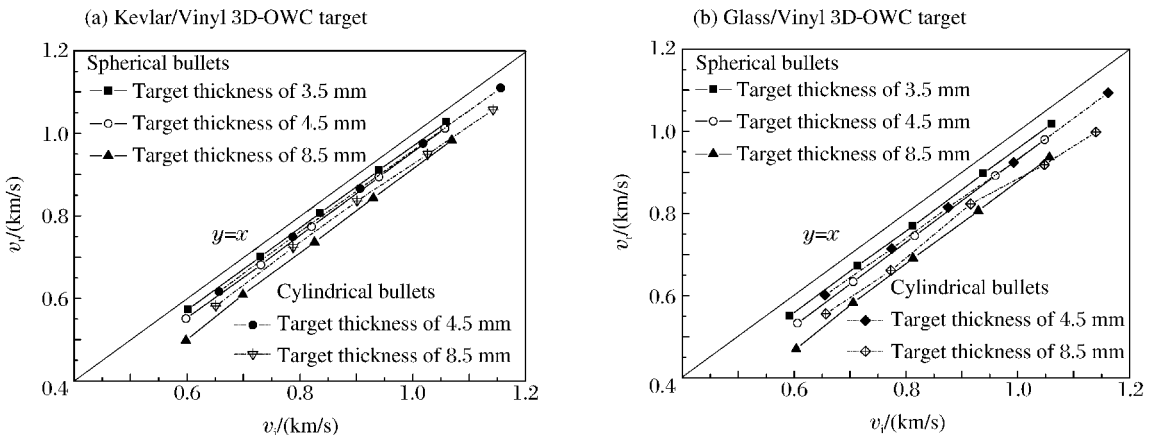 (a) Kevlar/Vinyl 3D-OWC target
1.2
Spherical bullets
Target thickness of 3.5 mm
Target thickness of 4.5 mm
1.0
Target thickness of 8.5 mm
vᵣ/(km/s)
0.8
y=x
0.6
Cylindrical bullets
Target thickness of 4.5 mm
Target thickness of 8.5 mm
0.4
0.6
0.8
1.0
1.2
vᵢ/(km/s)
(b) Glass/Vinyl 3D-OWC target
1.2
Spherical bullets
Target thickness of 3.5 mm
Target thickness of 4.5 mm
1.0
Target thickness of 8.5 mm
vᵣ/(km/s)
0.8
y=x
0.6
Cylindrical bullets
Target thickness of 4.5 mm
Target thickness of 8.5 mm
0.4
0.6
0.8
1.0
1.2
vᵢ/(km/s)